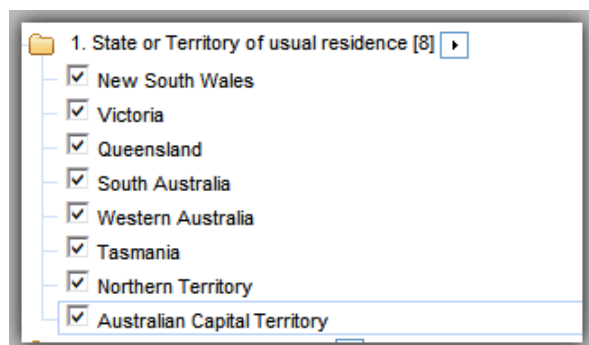 1. State or Territory of usual residence [8]
New South Wales
Victoria
Queensland
South Australia
Western Australia
Tasmania
Northern Territory
Australian Capital Territory